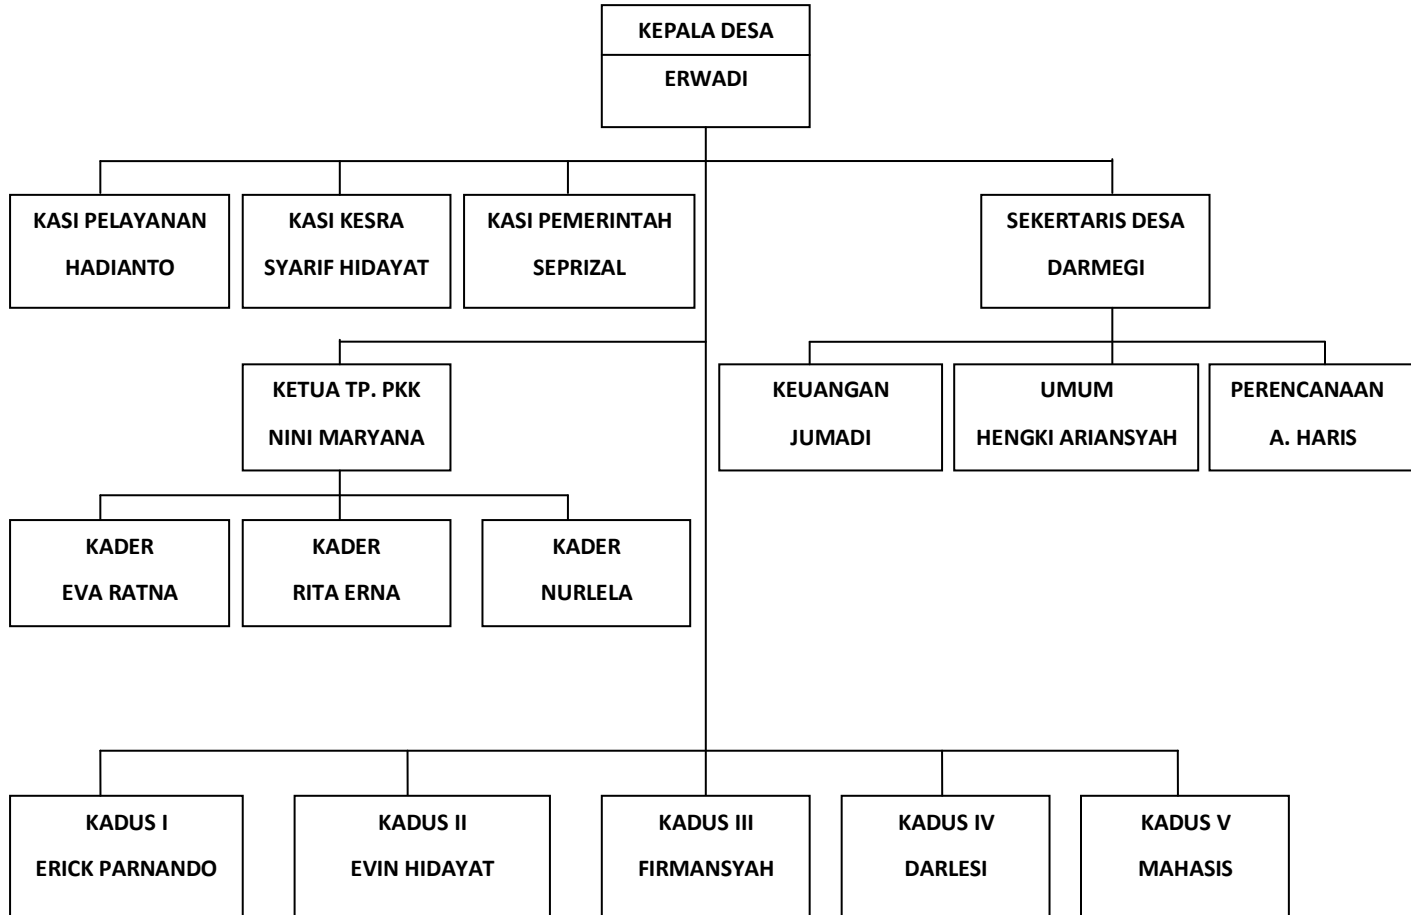 KEPALA DESA
ERWADI
KASI PELAYANAN
HADIANTO
KASI KESRA
SYARIF HIDAYAT
KASI PEMERINTAH
SEPRIZAL
SEKERTARIS DESA
DARMEGI
KETUA TP. PKK
NINI MARYANA
KEUANGAN
JUMADI
UMUM
HENGKI ARIANSYAH
PERENCANAAN
A. HARIS
KADER
EVA RATNA
KADER
RITA ERNA
KADER
NURLELA
KADUS I
ERICK PARNANDO
KADUS II
EVIN HIDAYAT
KADUS III
FIRMANSYAH
KADUS IV
DARLESI
KADUS V
MAHASIS